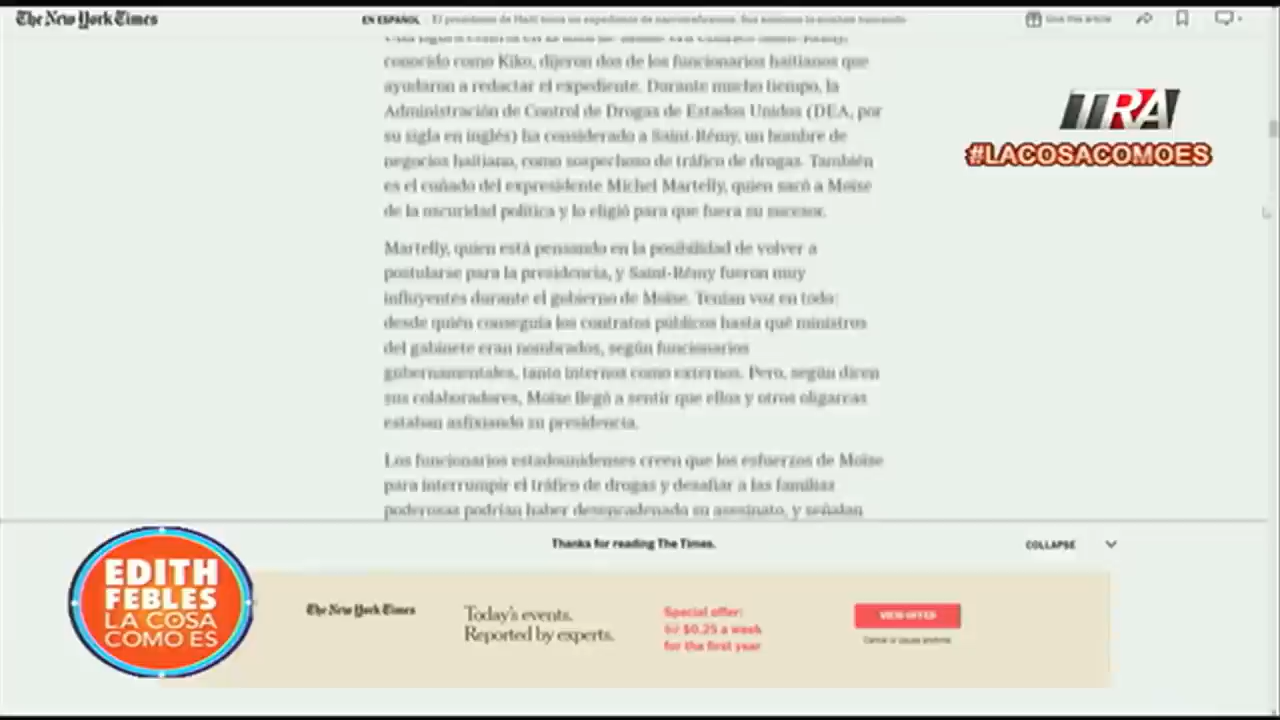 The New York Times
EN ESPAÑOL
El presidente de Haití
TRA
#LACOSACOMOES
conocido como Kiko, dijeron dos de los funcionarios haitianos que
ayudaron a redactar el expediente. Durante mucho tiempo, la
Administración de Control de Drogas de Estados Unidos (DEA, por
su sigla en inglés) ha considerado a Saint-Rémy, un hombre de
negocios haitiano, como sospechoso de tráfico de drogas. También
es el cuñado del expresidente Michel Martelly, quien sacó a Moïse
de la oscuridad política y lo eligió para que fuera su sucesor.
Martelly, quien está pensando en la posibilidad de volver a
postularse para la presidencia, y Saint-Rémy fueron muy
influyentes durante el gobierno de Moïse. Tenían voz en todo:
desde quién conseguía los contratos públicos hasta qué ministros
del gabinete eran nombrados, según funcionarios
gubernamentales, tanto internos como externos. Pero, según dicen
sus colaboradores, Moïse llegó a sentir que ellos y otros oligarcas
estaban asfixiando su presidencia.
Los funcionarios estadounidenses creen que los esfuerzos de Moïse
para interrumpir el tráfico de drogas y desafiar a las familias
poderosas podrían haber desencadenado su asesinato, y señalan
Thanks for reading The Times.
COLLAPSE
EDITH
FEBLES
LA COSA
COMO ES
The New York Times
Today's events.
Reported by experts.
Special offer:
$0.25 a week
for the first year
VIEW OFFER
Cancel or pause anytime.